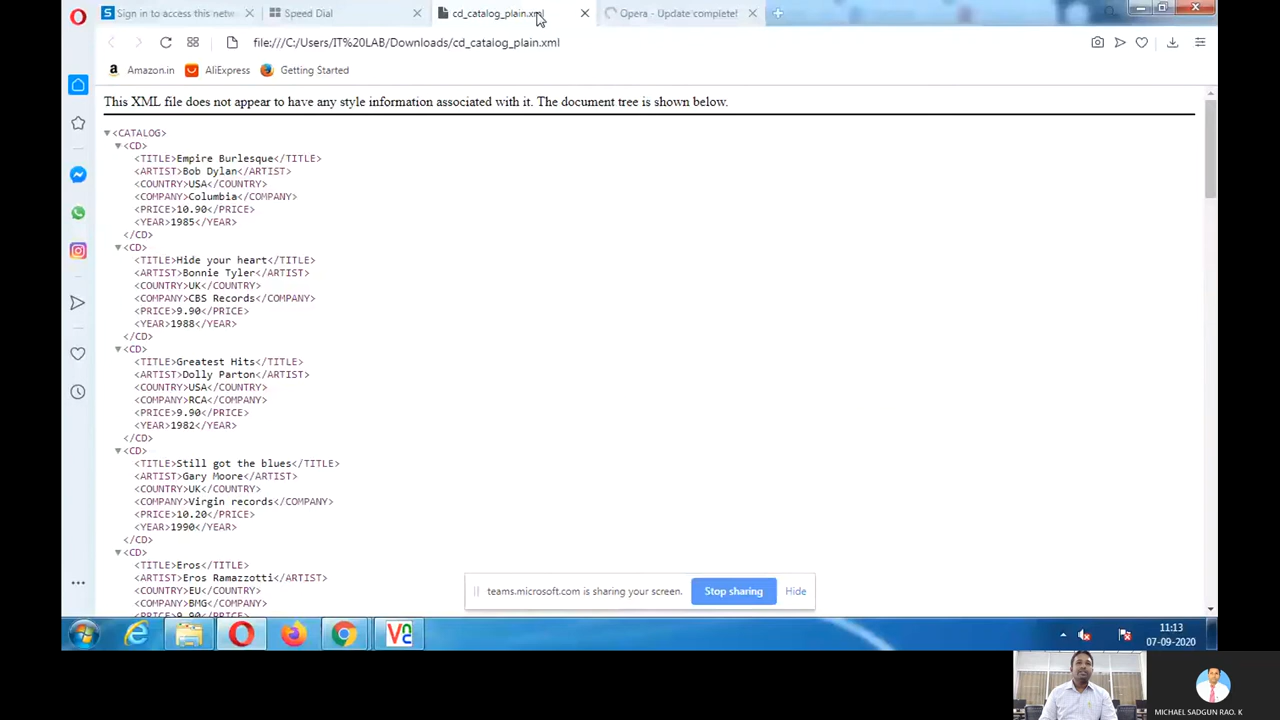 Sign in to access this netw
Speed Dial
cd_catalog_plain.xml
Opera - Update complete!
file:///C:/Users/IT%20LAB/Downloads/cd_catalog_plain.xml
Amazon.in
AliExpress
Getting Started
This XML file does not appear to have any style information associated with it. The document tree is shown below.
<CATALOG>
<CD>
<TITLE>Empire Burlesque</TITLE>
<ARTIST>Bob Dylan</ARTIST>
<COUNTRY>USA</COUNTRY>
<COMPANY>Columbia</COMPANY>
<PRICE>10.90</PRICE>
<YEAR>1985</YEAR>
</CD>
<CD>
<TITLE>Hide your heart</TITLE>
<ARTIST>Bonnie Tyler</ARTIST>
<COUNTRY>UK</COUNTRY>
<COMPANY>CBS Records</COMPANY>
<PRICE>9.90</PRICE>
<YEAR>1988</YEAR>
</CD>
<CD>
<TITLE>Greatest Hits</TITLE>
<ARTIST>Dolly Parton</ARTIST>
<COUNTRY>USA</COUNTRY>
<COMPANY>RCA</COMPANY>
<PRICE>9.90</PRICE>
<YEAR>1982</YEAR>
</CD>
<CD>
<TITLE>Still got the blues</TITLE>
<ARTIST>Gary Moore</ARTIST>
<COUNTRY>UK</COUNTRY>
<COMPANY>Virgin records</COMPANY>
<PRICE>10.20</PRICE>
<YEAR>1990</YEAR>
</CD>
<CD>
<TITLE>Eros</TITLE>
<ARTIST>Eros Ramazzotti</ARTIST>
<COUNTRY>EU</COUNTRY>
<COMPANY>BMG</COMPANY>
<PRICE>9.90</PRICE>
teams.microsoft.com is sharing your screen.
Stop sharing
Hide
11:13
07-09-2020
MICHAEL SADGUN RAO. K